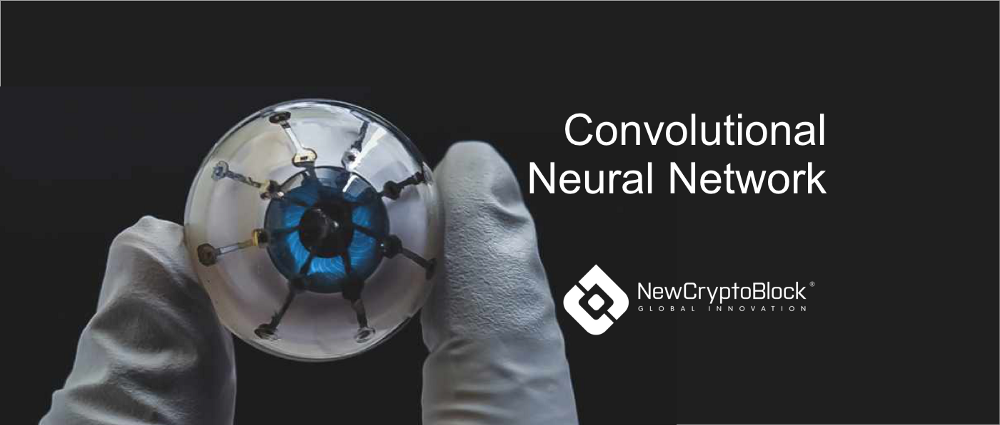 Convolutional
Neural Network
NewCryptoBlock®
GLOBAL INNOVATION